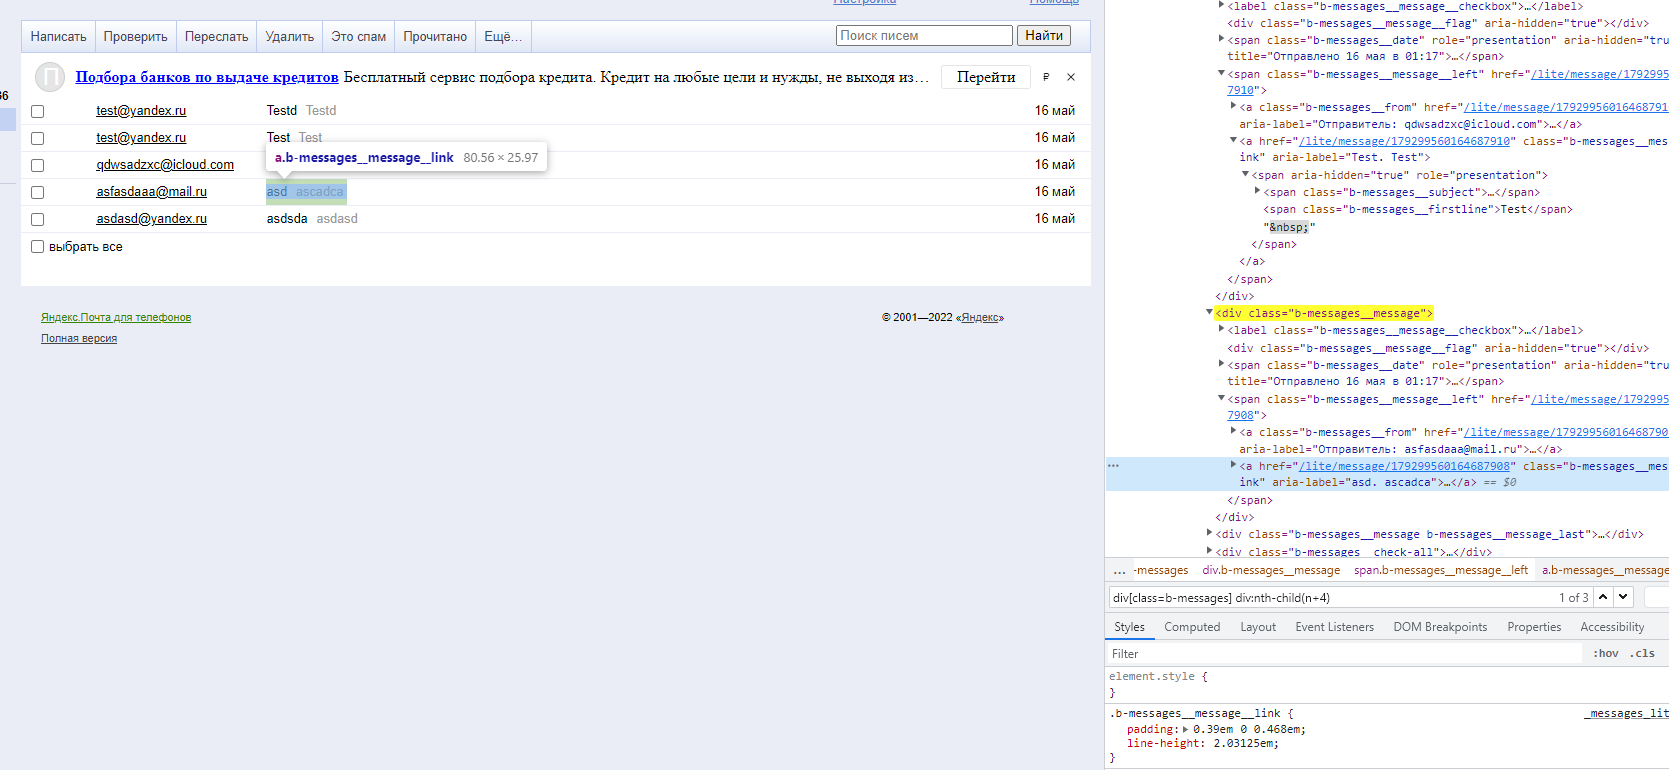 Настройка Помощь
Написать Проверить Переслать Удалить Это спам Прочитано Ещё... Поиск писем Найти
П Подбора банков по выдаче кредитов Бесплатный сервис подбора кредита. Кредит на любые цели и нужды, не выходя из... Перейти ₽ ×
66
test@yandex.ru Testd Testd 16 май
test@yandex.ru Test Test 16 май
qdwsadzxc@icloud.com 16 май
a.b-messages__message__link 80.56 × 25.97
asfasdaaa@mail.ru asd ascadca 16 май
asdasd@yandex.ru asdsda asdasd 16 май
выбрать все
Яндекс.Почта для телефонов © 2001—2022 «Яндекс»
Полная версия
<label class="b-messages__message__checkbox">…</label>
<div class="b-messages__message__flag" aria-hidden="true"></div>
<span class="b-messages__date" role="presentation" aria-hidden="tru
title="Отправлено 16 мая в 01:17">…</span>
<span class="b-messages__message__left" href="/lite/message/1792995
7910">
<a class="b-messages__from" href="/lite/message/17929956016468791
aria-label="Отправитель: qdwsadzxc@icloud.com">…</a>
<a href="/lite/message/179299560164687910" class="b-messages__mes
ink" aria-label="Test. Test">
<span aria-hidden="true" role="presentation">
<span class="b-messages__subject">…</span>
<span class="b-messages__firstline">Test</span>
"&nbsp;"
</span>
</a>
</span>
</div>
<div class="b-messages__message">
<label class="b-messages__message__checkbox">…</label>
<div class="b-messages__message__flag" aria-hidden="true"></div>
<span class="b-messages__date" role="presentation" aria-hidden="tru
title="Отправлено 16 мая в 01:17">…</span>
<span class="b-messages__message__left" href="/lite/message/1792995
7908">
<a class="b-messages__from" href="/lite/message/17929956016468790
aria-label="Отправитель: asfasdaaa@mail.ru">…</a>
… <a href="/lite/message/179299560164687908" class="b-messages__mes
ink" aria-label="asd. ascadca">…</a> == $0
</span>
</div>
<div class="b-messages__message b-messages__message_last">…</div>
<div class="b-messages__check-all">…</div>
… -messages div.b-messages__message span.b-messages__message__left a.b-messages__message
div[class=b-messages] div:nth-child(n+4) 1 of 3
Styles Computed Layout Event Listeners DOM Breakpoints Properties Accessibility
Filter :hov .cls
element.style {
}
.b-messages__message__link { _messages_lit
padding: 0.39em 0 0.468em;
line-height: 2.03125em;
}